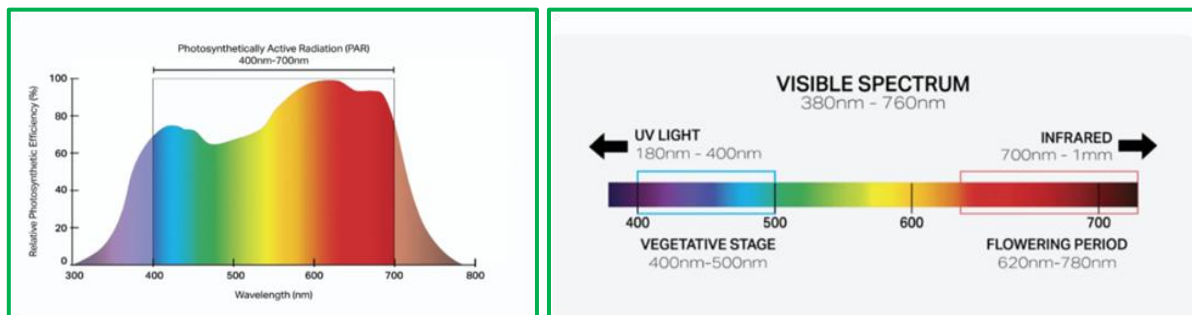 Photosynthetically Active Radiation (PAR)
400nm-700nm
Relative Photosynthetic Efficiency (%)
100
80
60
40
20
0
300
400
500
600
700
800
Wavelength (nm)
VISIBLE SPECTRUM
380nm - 760nm
UV LIGHT
180nm - 400nm
INFRARED
700nm - 1mm
400
500
600
700
VEGETATIVE STAGE
400nm-500nm
FLOWERING PERIOD
620nm-780nm